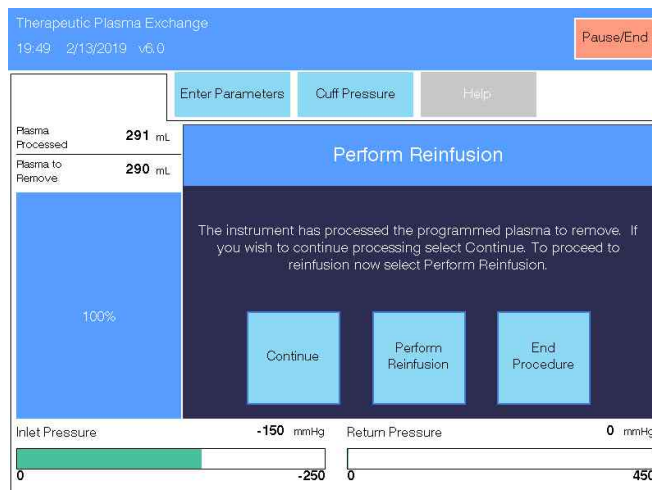 Therapeutic Plasma Exchange
19:49 2/13/2019 v6.0
Pause/End
Enter Parameters
Cuff Pressure
Help
Plasma
Processed
291 mL
Plasma to
Remove
290 mL
100%
Perform Reinfusion
The instrument has processed the programmed plasma to remove. If
you wish to continue processing select Continue. To proceed to
reinfusion now select Perform Reinfusion.
Continue
Perform
Reinfusion
End
Procedure
Inlet Pressure -150 mmHg
0 -250
Return Pressure 0 mmHg
0 450